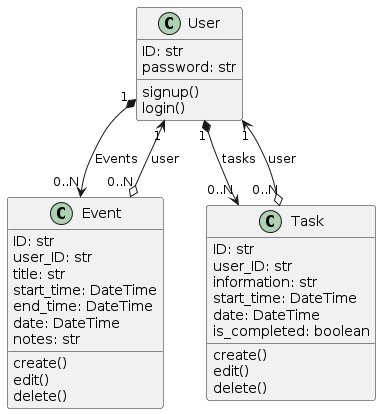 C User
ID: str
password: str
signup()
login()
1
1
1
1
Events
user
tasks
user
0..N
0..N
0..N
0..N
C Event
ID: str
user_ID: str
title: str
start_time: DateTime
end_time: DateTime
date: DateTime
notes: str
create()
edit()
delete()
C Task
ID: str
user_ID: str
information: str
start_time: DateTime
date: DateTime
is_completed: boolean
create()
edit()
delete()